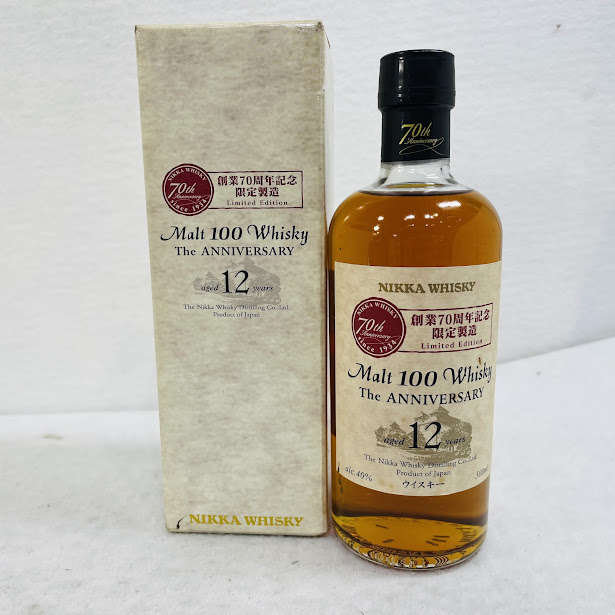 NIKKA WHISKY
70th
Anniversary
since 1934
創業70周年記念
限定製造
Limited Edition
Malt 100 Whisky
The ANNIVERSARY
aged 12 years
The Nikka Whisky Distilling Co.,Ltd.
Product of Japan
NIKKA WHISKY
70th
Anniversary
NIKKA WHISKY
NIKKA WHISKY
70th
Anniversary
since 1934
創業70周年記念
限定製造
Limited Edition
Malt 100 Whisky
The ANNIVERSARY
aged 12 years
The Nikka Whisky Distilling Co.,Ltd.
Product of Japan
alc.40%
ウイスキー